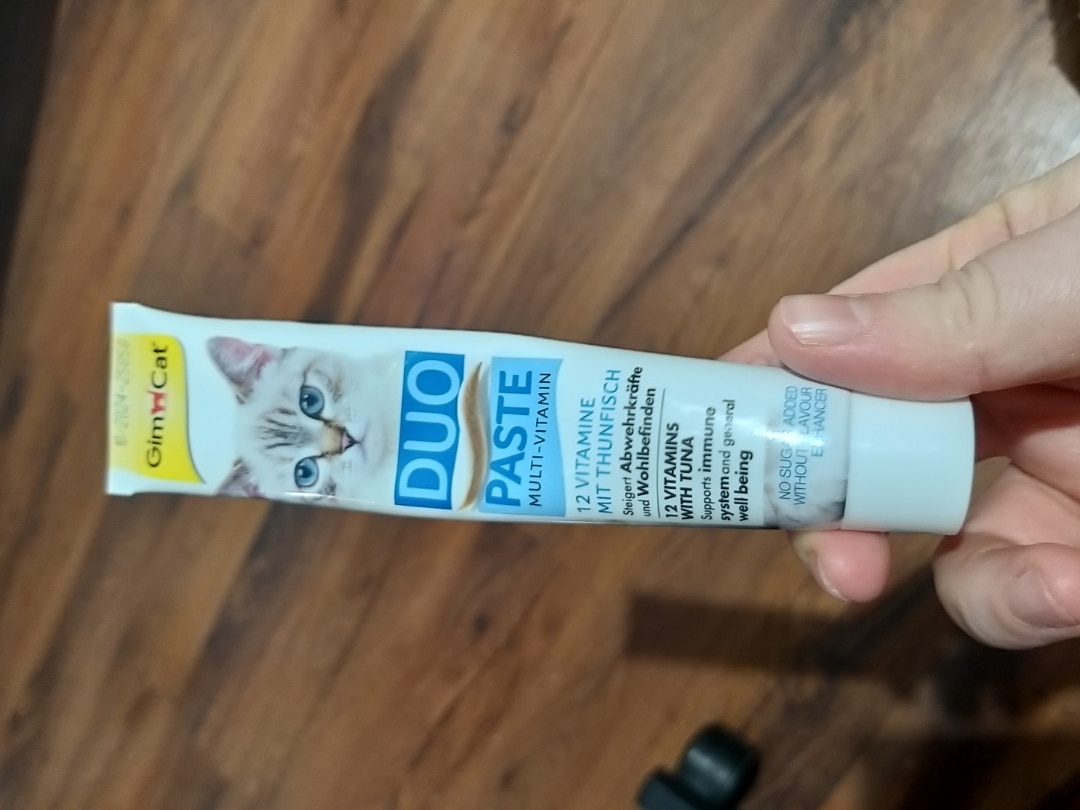 GimCat
DUO
PASTE
MULTI-VITAMIN
12 VITAMINE
MIT THUNFISCH
Steigert Abwehrkräfte
und Wohlbefinden
12 VITAMINS
WITH TUNA
Supports immune
system and general
well being
NO SUGAR ADDED
WITHOUT FLAVOUR
ENHANCER